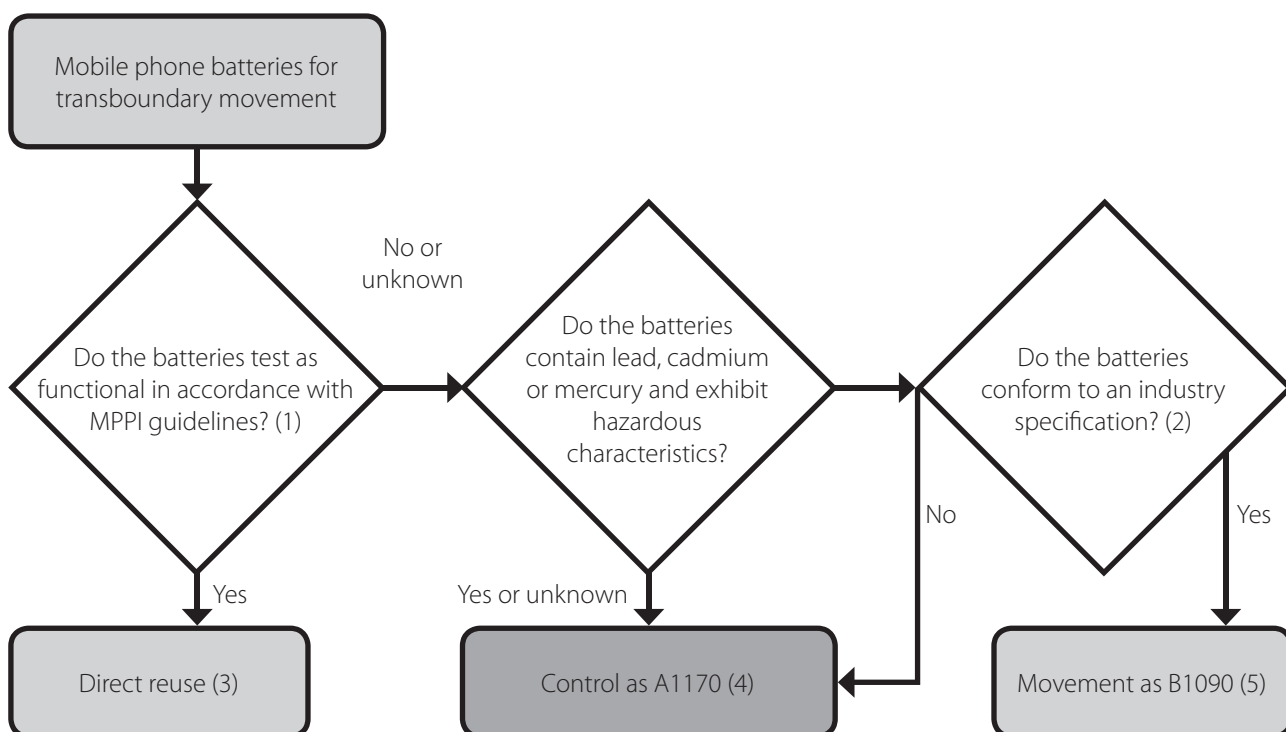 Mobile phone batteries for
transboundary movement
No or
unknown
Do the batteries test as
functional in accordance with
MPPI guidelines? (1)
Do the batteries
contain lead, cadmium
or mercury and exhibit
hazardous
characteristics?
Do the batteries
conform to an industry
specification? (2)
No
Yes
Yes
Yes or unknown
Direct reuse (3)
Control as A1170 (4)
Movement as B1090 (5)